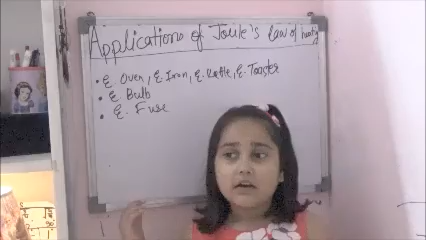 Applications of Joule's law of heating
• E. Oven, E. Iron, E. Kettle, E. Toaster
• E. Bulb
• E. Fuse